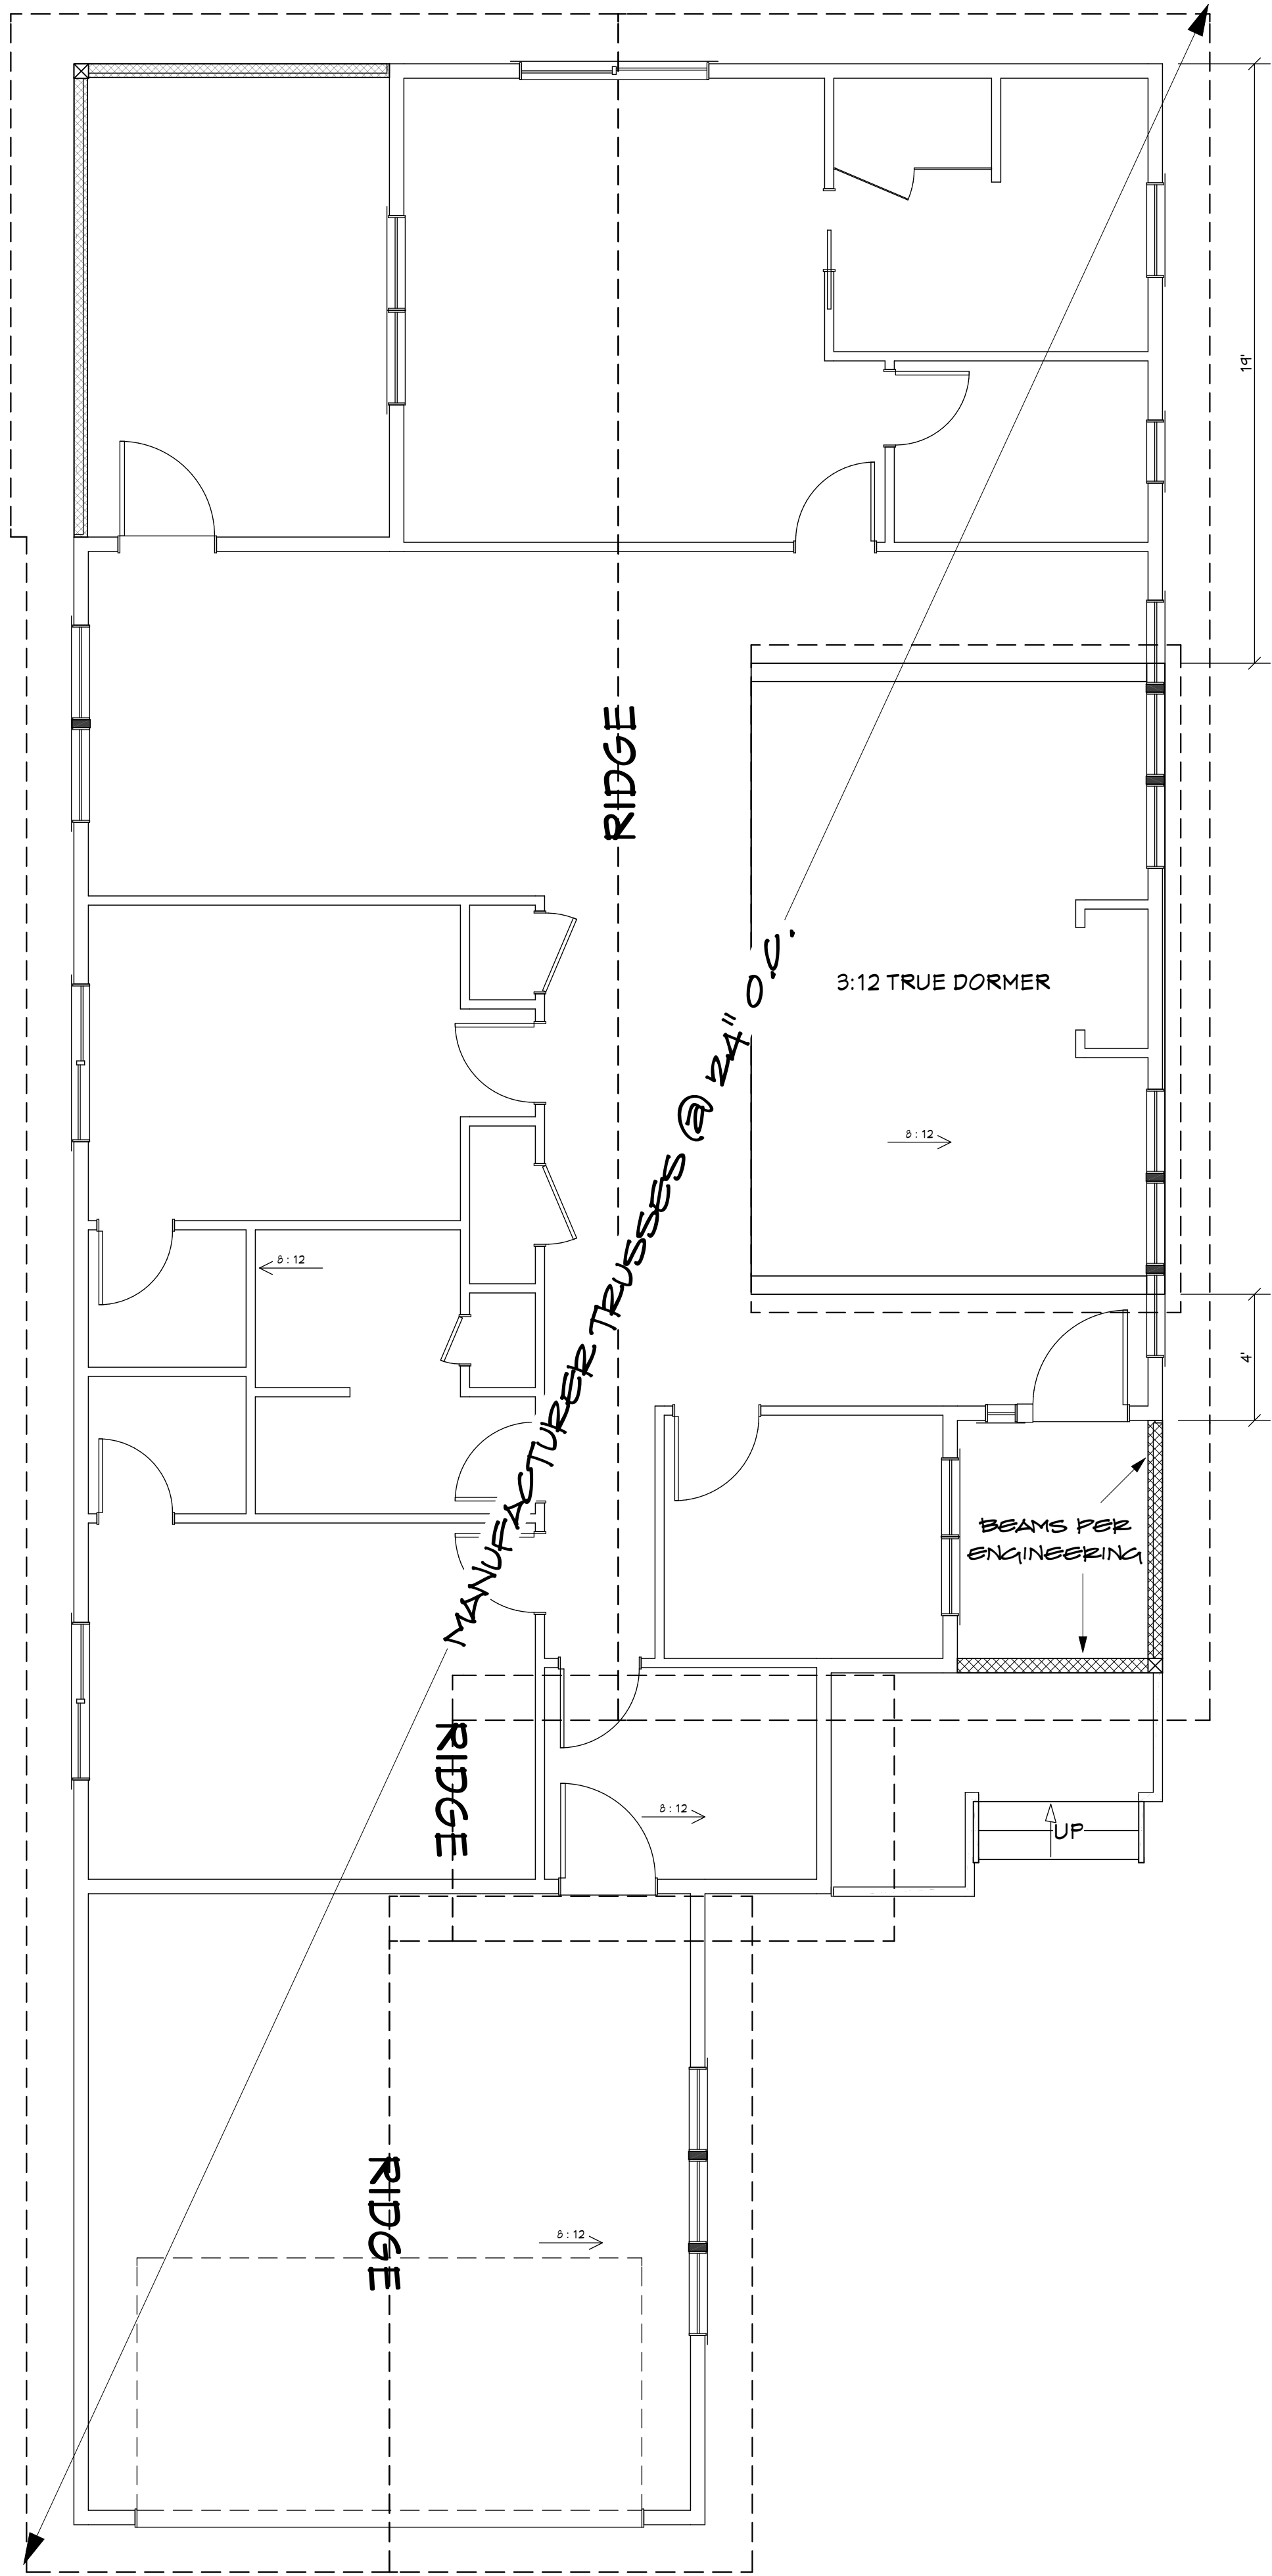 19'
RIDGE
3:12 TRUE DORMER
MANUFACTURER TRUSSES @ 24" O.C.
8:12
8:12
4'
BEAMS PER
ENGINEERING
RIDGE
8:12
UP
RIDGE
8:12